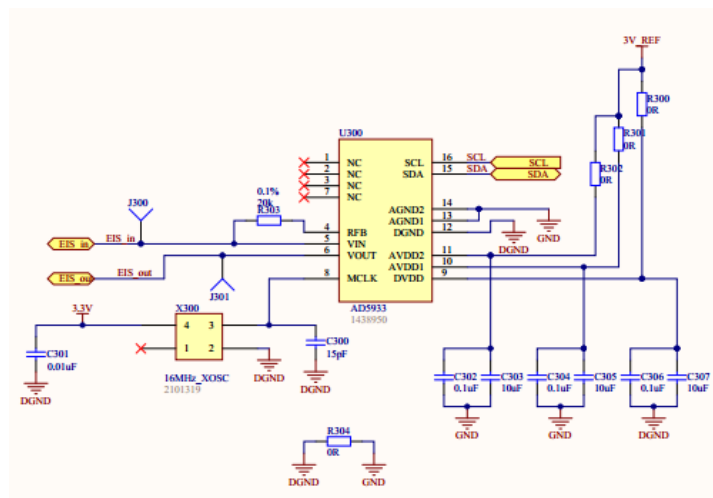 3V_REF
R300
0R
R301
0R
R302
0R
U300
1 NC SCL 16 SCL SCL
2 NC SDA 15 SDA SDA
3 NC
7 NC
AGND2 14
AGND1 13
DGND 12
GND
DGND
0.1%
20k
R303
J300
4 RFB
EIS_in EIS_in 5 VIN
EIS_out 6 VOUT
AVDD2 11
AVDD1 10
DVDD 9
8 MCLK
J301
AD5933
1438950
3.3V
X300
4 3
1 2
16MHz_XOSC
2101319
C301
0.01uF
DGND
DGND
C300
15pF
DGND
C302
0.1uF
C303
10uF
GND
C304
0.1uF
C305
10uF
GND
C306
0.1uF
C307
10uF
DGND
R304
0R
DGND
GND